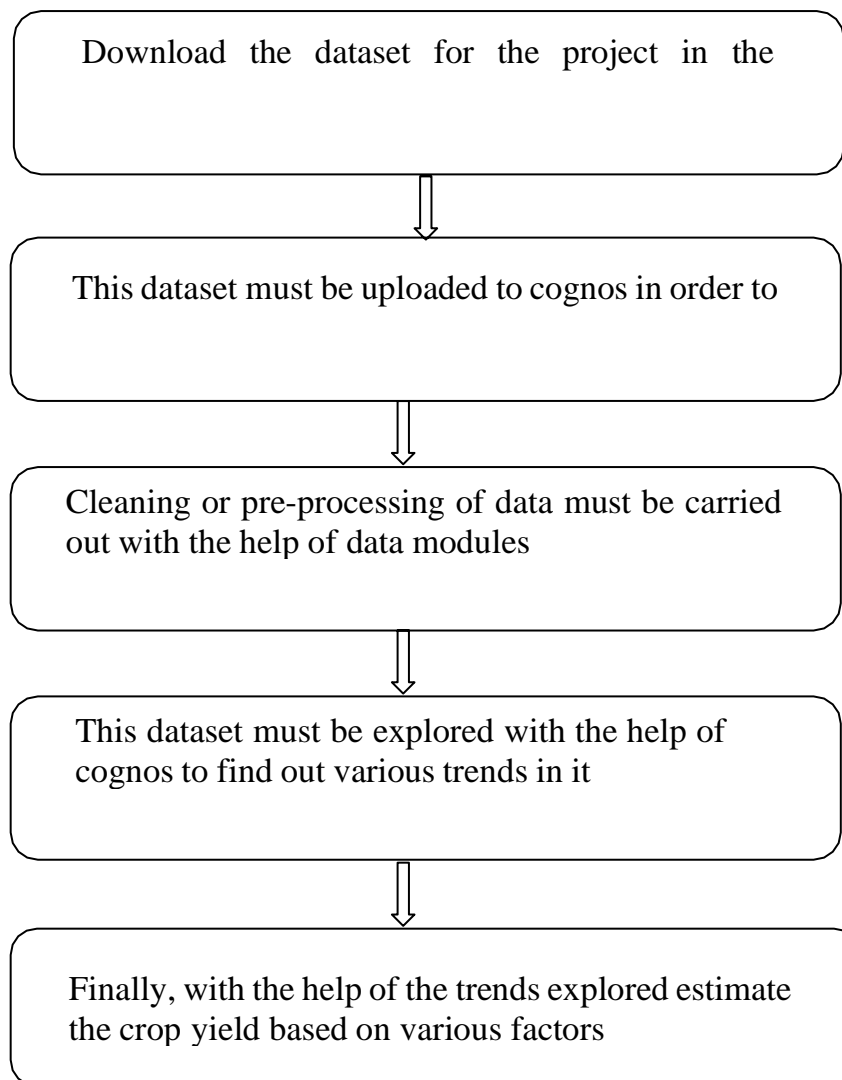 Download the dataset for the project in the
This dataset must be uploaded to cognos in order to
Cleaning or pre-processing of data must be carried
out with the help of data modules
This dataset must be explored with the help of
cognos to find out various trends in it
Finally, with the help of the trends explored estimate
the crop yield based on various factors